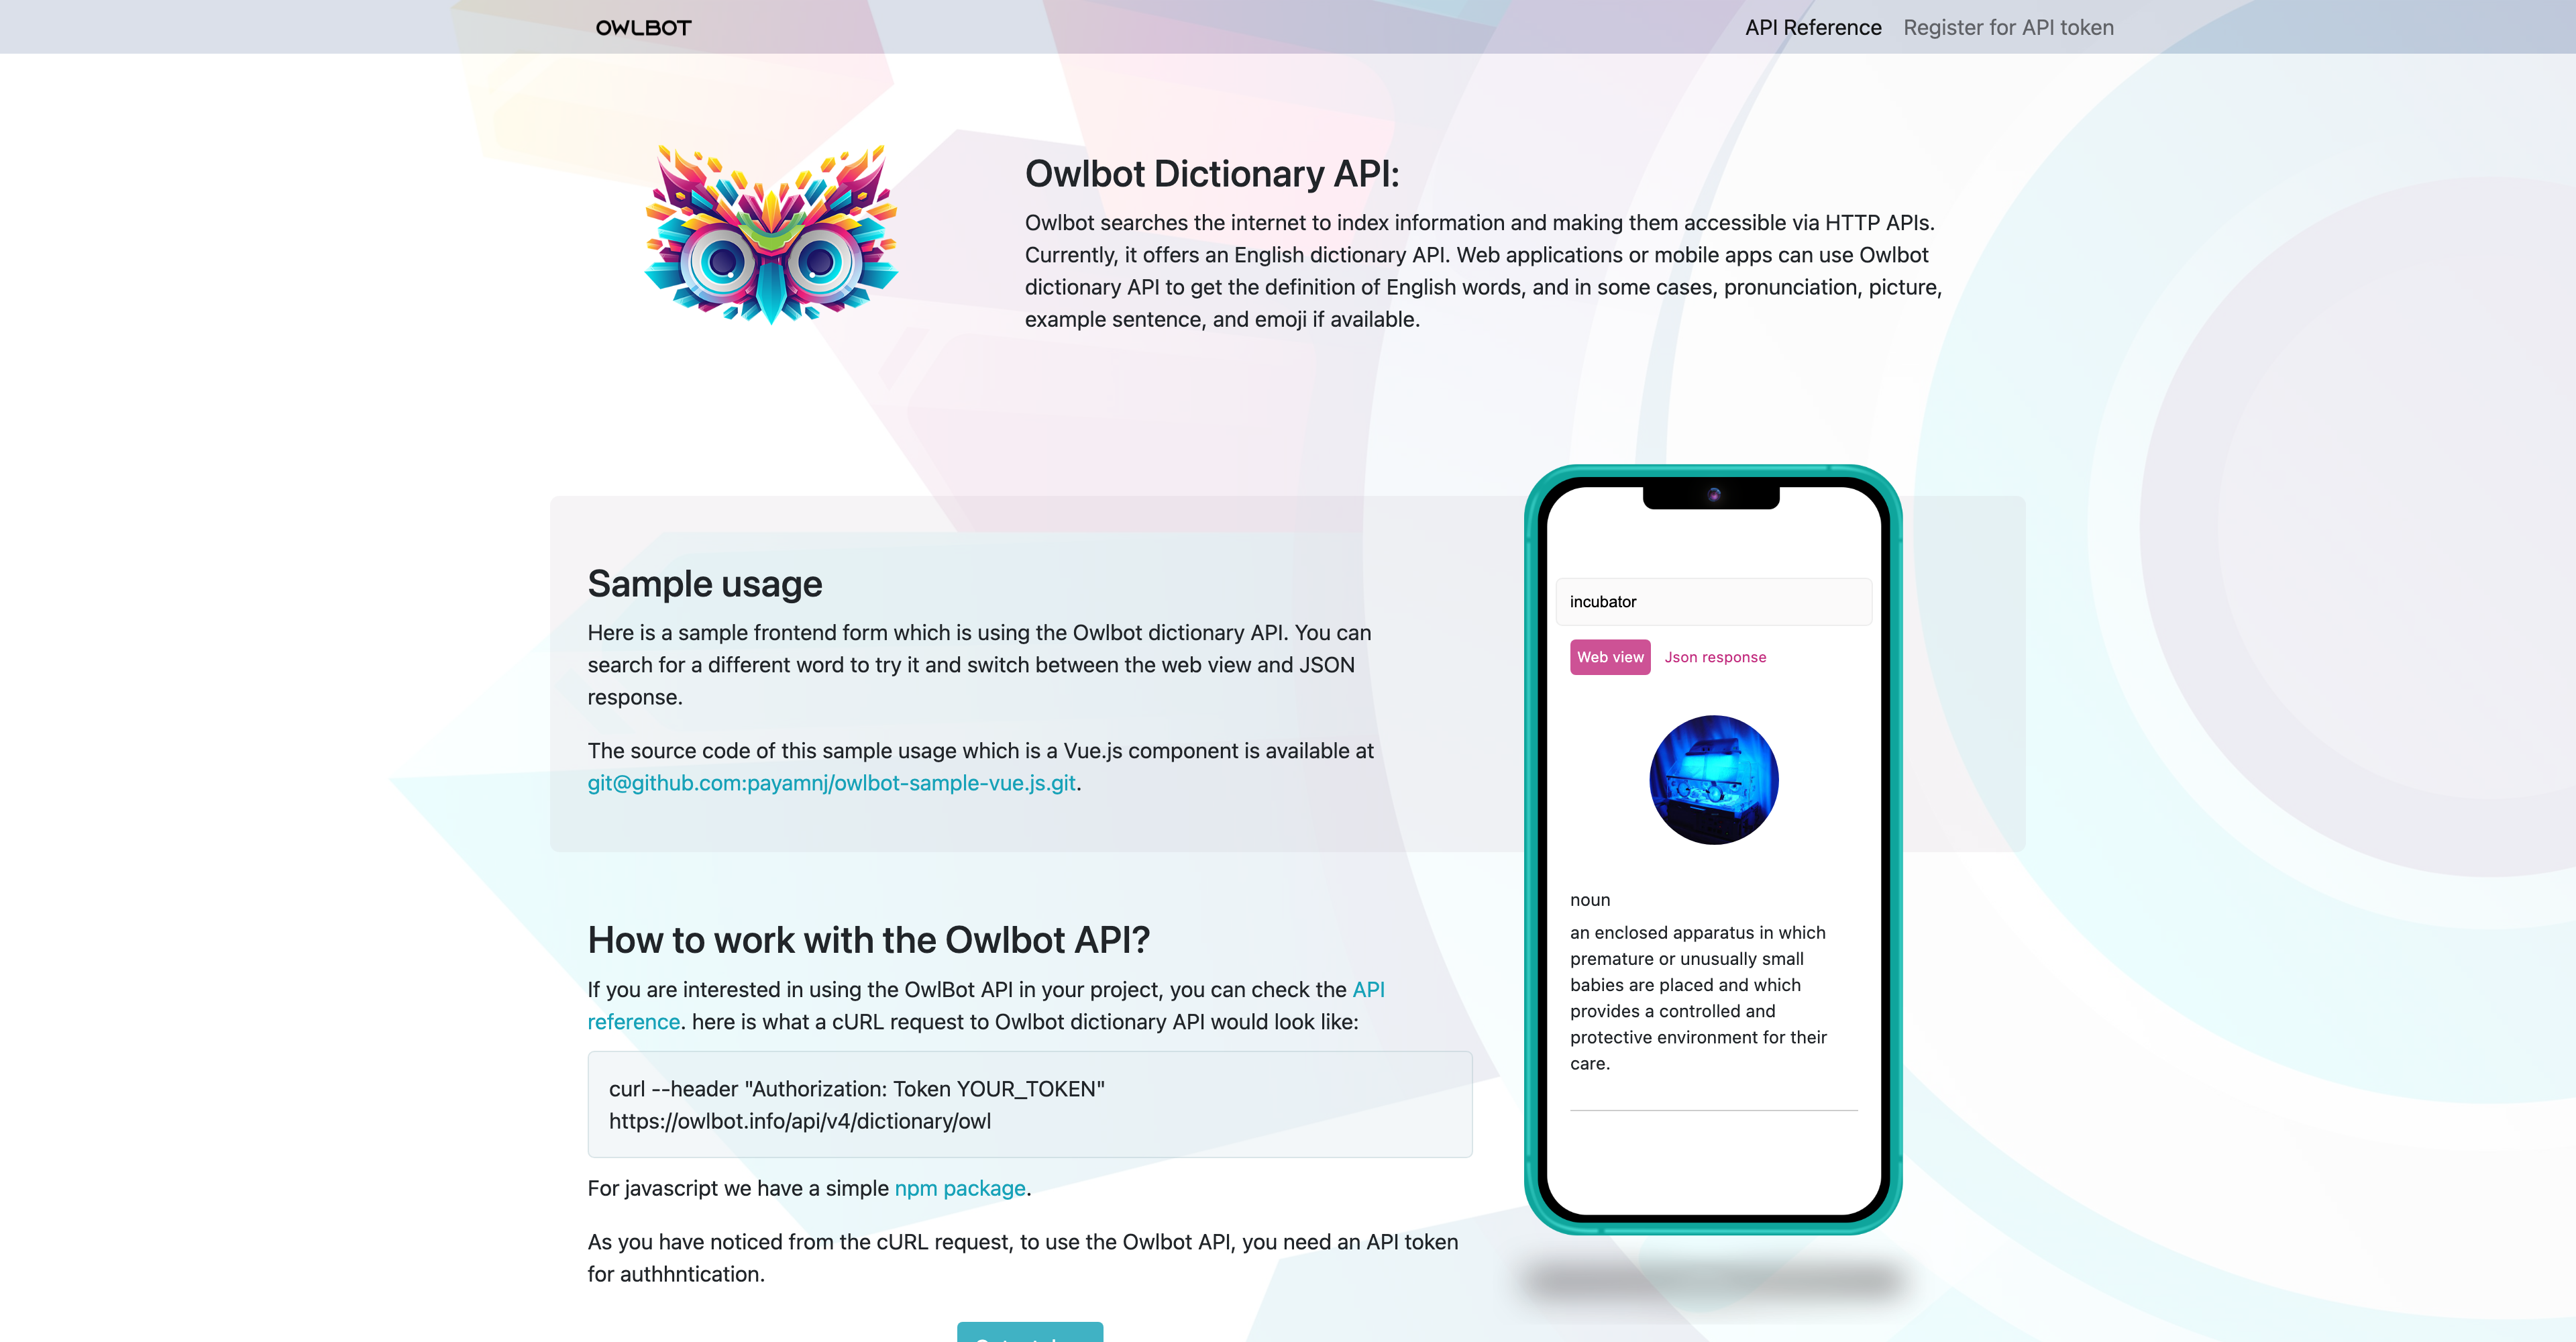 OWLBOT
API Reference
Register for API token
Owlbot Dictionary API:
Owlbot searches the internet to index information and making them accessible via HTTP APIs.
Currently, it offers an English dictionary API. Web applications or mobile apps can use Owlbot
dictionary API to get the definition of English words, and in some cases, pronunciation, picture,
example sentence, and emoji if available.
Sample usage
Here is a sample frontend form which is using the Owlbot dictionary API. You can
search for a different word to try it and switch between the web view and JSON
response.
The source code of this sample usage which is a Vue.js component is available at
git@github.com:payamnj/owlbot-sample-vue.js.git.
How to work with the Owlbot API?
If you are interested in using the OwlBot API in your project, you can check the API
reference. here is what a cURL request to Owlbot dictionary API would look like:
curl --header "Authorization: Token YOUR_TOKEN"
https://owlbot.info/api/v4/dictionary/owl
For javascript we have a simple npm package.
As you have noticed from the cURL request, to use the Owlbot API, you need an API token
for authhntication.
incubator
Web view
Json response
noun
an enclosed apparatus in which
premature or unusually small
babies are placed and which
provides a controlled and
protective environment for their
care.